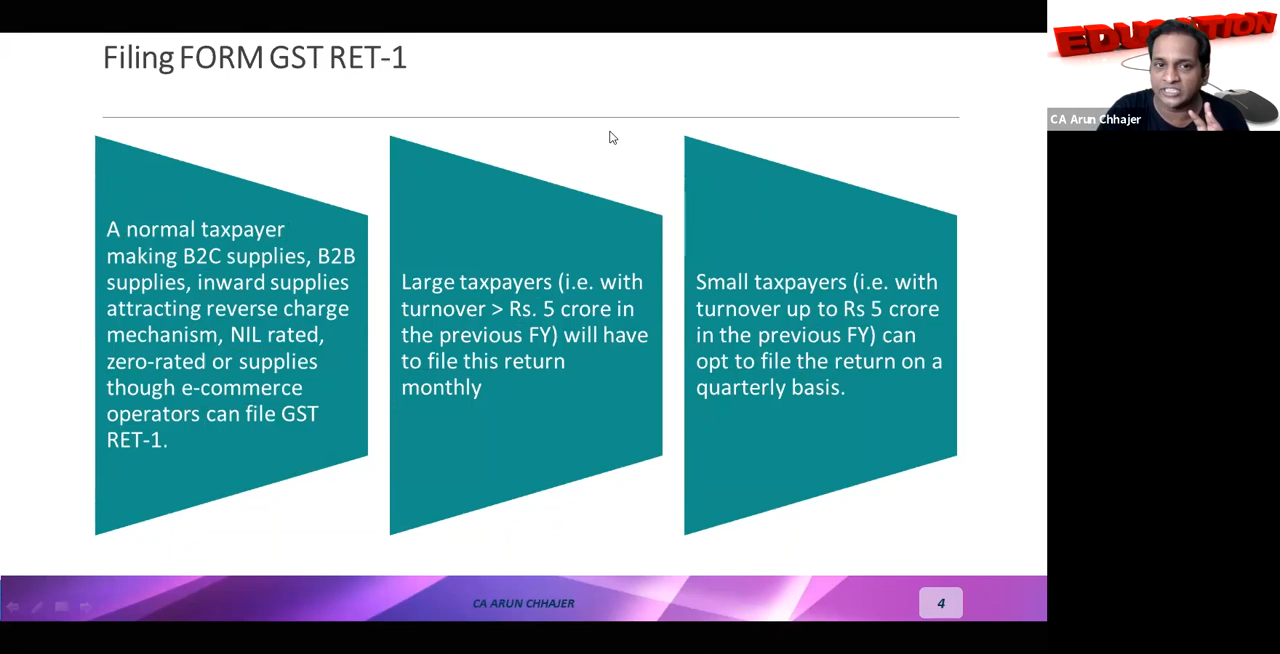 Filing FORM GST RET-1
EDUCATION
CA Arun Chhajer
A normal taxpayer
making B2C supplies, B2B
supplies, inward supplies
attracting reverse charge
mechanism, NIL rated,
zero-rated or supplies
though e-commerce
operators can file GST
RET-1.
Large taxpayers (i.e. with
turnover > Rs. 5 crore in
the previous FY) will have
to file this return
monthly
Small taxpayers (i.e. with
turnover up to Rs 5 crore
in the previous FY) can
opt to file the return on a
quarterly basis.
CA ARUN CHHAJER
4